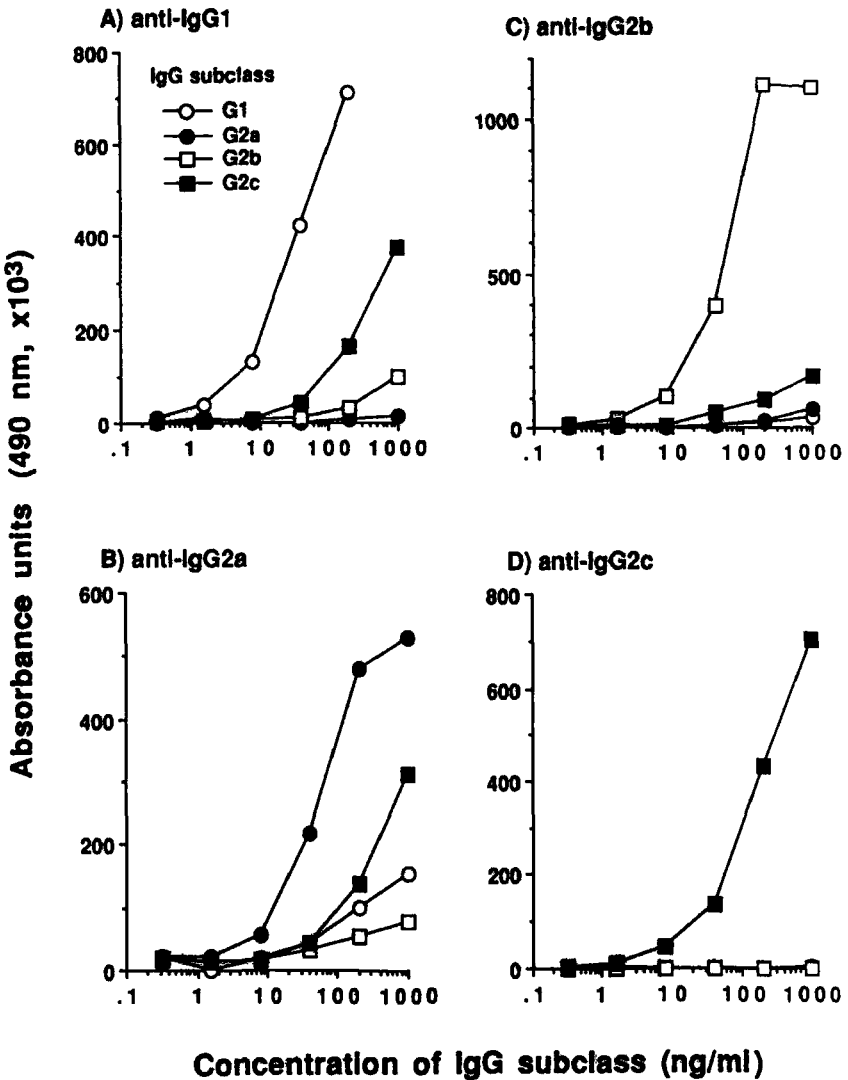 A) anti-IgG1
800
600
400
200
0
.1 1 10 100 1000
IgG subclass
G1
G2a
G2b
G2c
C) anti-IgG2b
1000
500
0
.1 1 10 100 1000
B) anti-IgG2a
600
400
200
0
.1 1 10 100 1000
D) anti-IgG2c
800
600
400
200
0
.1 1 10 100 1000
Absorbance units (490 nm, x10³)
Concentration of IgG subclass (ng/ml)